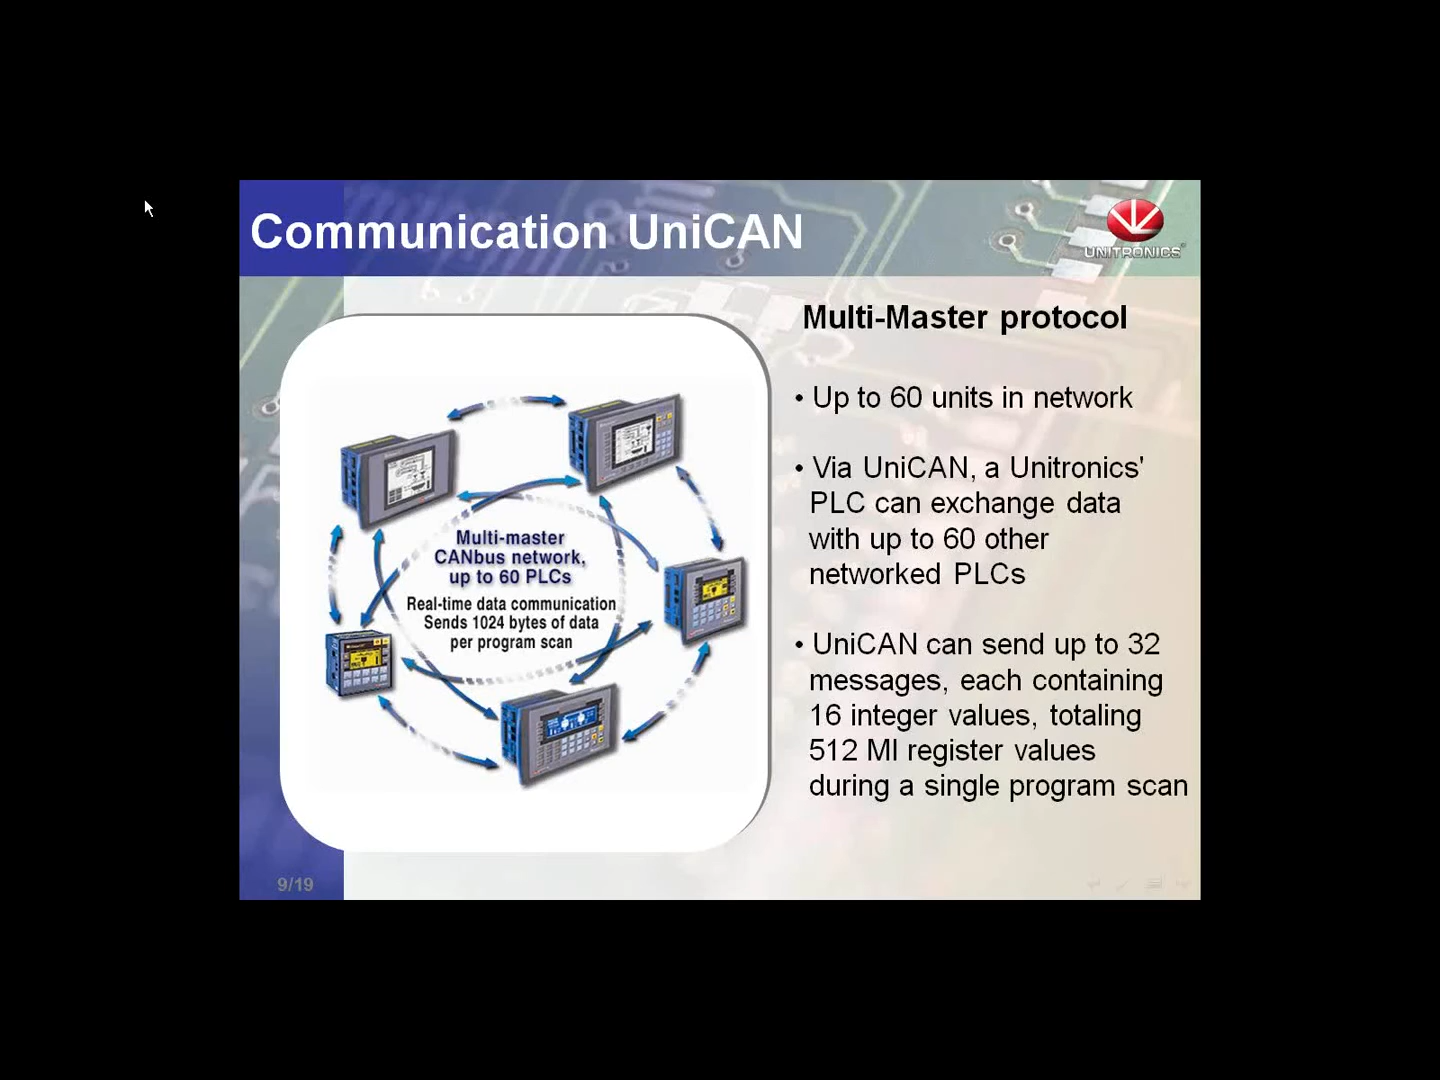 Communication UniCAN
UNITRONICS®
Multi-Master protocol
• Up to 60 units in network
• Via UniCAN, a Unitronics'
PLC can exchange data
with up to 60 other
networked PLCs
• UniCAN can send up to 32
messages, each containing
16 integer values, totaling
512 MI register values
during a single program scan
Multi-master
CANbus network,
up to 60 PLCs
Real-time data communication
Sends 1024 bytes of data
per program scan
9/19